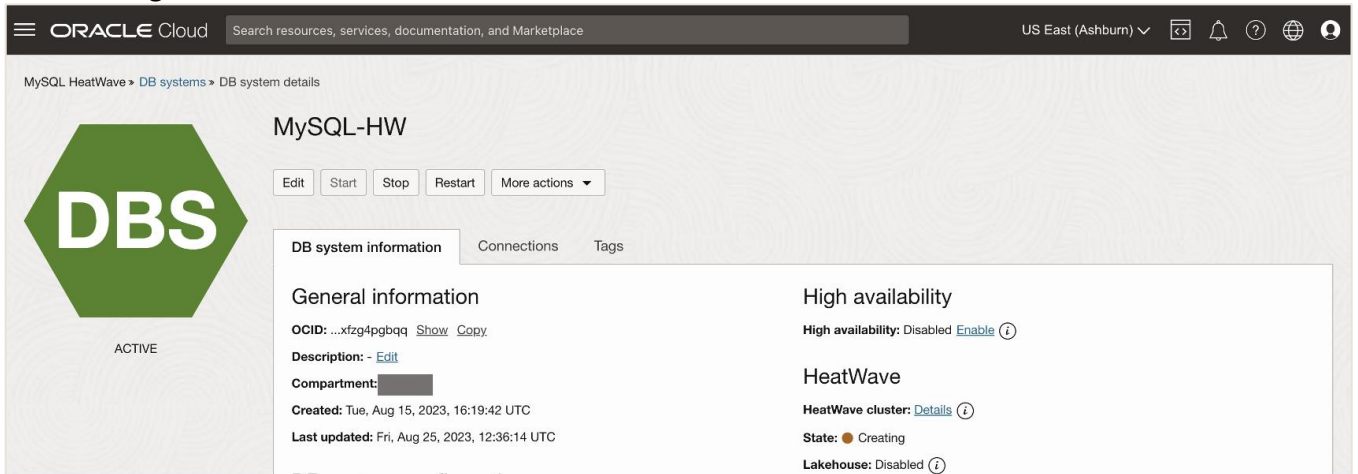 ORACLE Cloud
Search resources, services, documentation, and Marketplace
US East (Ashburn)
MySQL HeatWave » DB systems » DB system details
DBS
ACTIVE
MySQL-HW
Edit Start Stop Restart More actions
DB system information Connections Tags
General information
OCID: ...xfzg4pgbqq Show Copy
Description: - Edit
Compartment:
Created: Tue, Aug 15, 2023, 16:19:42 UTC
Last updated: Fri, Aug 25, 2023, 12:36:14 UTC
High availability
High availability: Disabled Enable
HeatWave
HeatWave cluster: Details
State: Creating
Lakehouse: Disabled